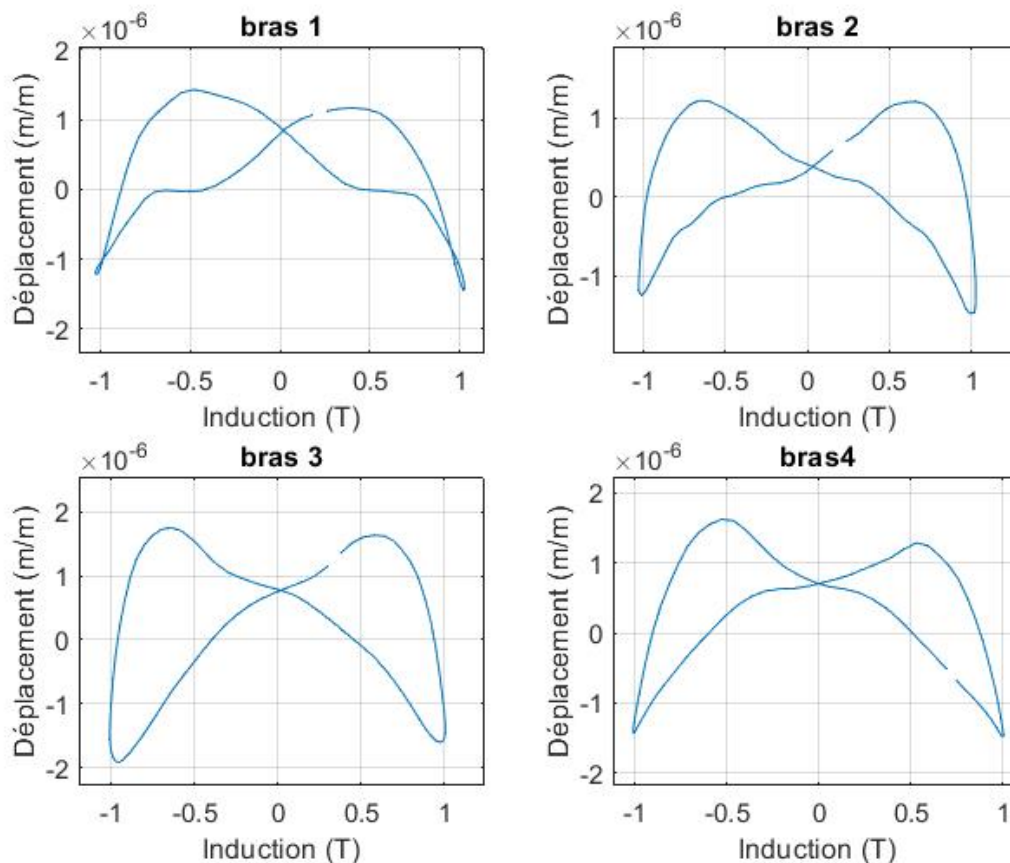 ×10^-6
bras 1
2
1
0
-1
-2
Déplacement (m/m)
-1 -0.5 0 0.5 1
Induction (T)
×10^-6
bras 2
1
0
-1
Déplacement (m/m)
-1 -0.5 0 0.5 1
Induction (T)
×10^-6
bras 3
2
1
0
-1
-2
Déplacement (m/m)
-1 -0.5 0 0.5 1
Induction (T)
×10^-6
bras4
2
1
0
-1
-2
Déplacement (m/m)
-1 -0.5 0 0.5 1
Induction (T)